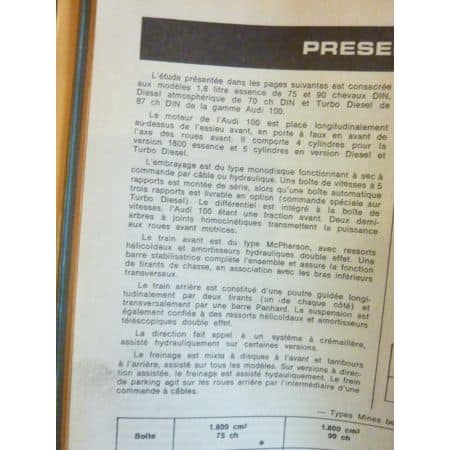 PRESE
L'étude présentée dans les pages suivantes est consacrée
aux modèles 1,8 litre essence de 75 et 90 chevaux DIN,
Diesel atmosphérique de 70 ch DIN et Turbo Diesel de
87 ch DIN de la gamme Audi 100.
Le moteur de l'Audi 100 est placé longitudinalement
au-dessus de l'essieu avant, en porte à faux en avant de
l'axe des roues avant. Il comporte 4 cylindres pour la
version 1800 essence et 5 cylindres en version Diesel et
Turbo Diesel.
L'embrayage est du type monodisque fonctionnant à sec à
commande par câble ou hydraulique. Une boîte de vitesses à 5
rapports est montée de série, alors qu'une boîte automatique
trois rapports est livrable en option (commande spéciale sur
Turbo Diesel). Le différentiel est intégré à la boîte de
vitesses, l'Audi 100 étant une traction avant. Deux demi-
arbres à joints homocinétiques transmettent la puissance
aux roues avant motrices.
Le train avant est du type McPherson, avec ressorts
hélicoïdaux et amortisseurs hydrauliques double effet. Une
barre stabilisatrice complète l'ensemble et assure la fonction
de tirants de chasse, en association avec les bras inférieurs
transversaux.
Le train arrière est constitué d'une poutre guidée longi-
tudinalement par deux tirants (un de chaque côté) et
transversalement par une barre Panhard. La suspension est
également confiée à des ressorts hélicoïdaux et amortisseurs
télescopiques double effet.
La direction fait appel à un système à crémaillère,
assisté hydrauliquement sur certaines versions.
Le freinage est mixte à disques à l'avant et tambours
à l'arrière, assisté sur tous les modèles. Sur versions à direc-
tion assistée, le freinage est assisté hydrauliquement. Le frein
de parking agit sur les roues arrière par l'intermédiaire d'une
commande à câbles.
— Types Mines
Boîte
1.800 cm³
75 ch
1.800 cm³
90 ch